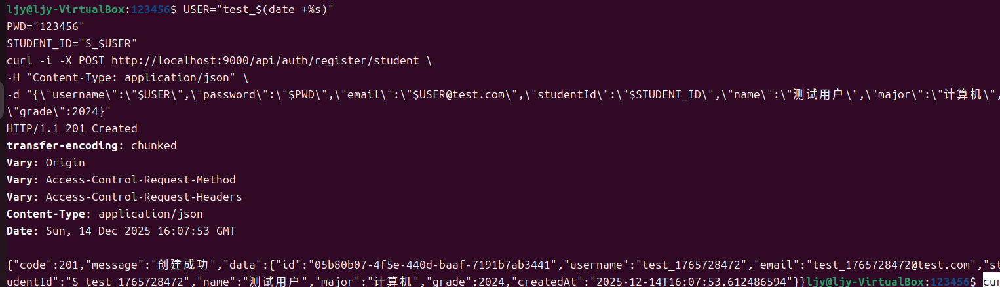 ljy@ljy-VirtualBox:123456$ USER="test_$(date +%s)"
PWD="123456"
STUDENT_ID="S_$USER"
curl -i -X POST http://localhost:9000/api/auth/register/student \
-H "Content-Type: application/json" \
-d "{\"username\":\"$USER\",\"password\":\"$PWD\",\"email\":\"$USER@test.com\",\"studentId\":\"$STUDENT_ID\",\"name\":\"测试用户\",\"major\":\"计算机\",
\"grade\":2024}"
HTTP/1.1 201 Created
transfer-encoding: chunked
Vary: Origin
Vary: Access-Control-Request-Method
Vary: Access-Control-Request-Headers
Content-Type: application/json
Date: Sun, 14 Dec 2025 16:07:53 GMT
{"code":201,"message":"创建成功","data":{"id":"05b80b07-4f5e-440d-baaf-7191b7ab3441","username":"test_1765728472","email":"test_1765728472@test.com","st
udentId":"S_test_1765728472","name":"测试用户","major":"计算机","grade":2024,"createdAt":"2025-12-14T16:07:53.612486594"}}ljy@ljy-VirtualBox:123456$ cur